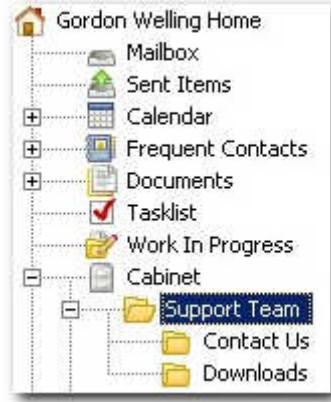 Gordon Welling Home
Mailbox
Sent Items
Calendar
Frequent Contacts
Documents
Tasklist
Work In Progress
Cabinet
Support Team
Contact Us
Downloads